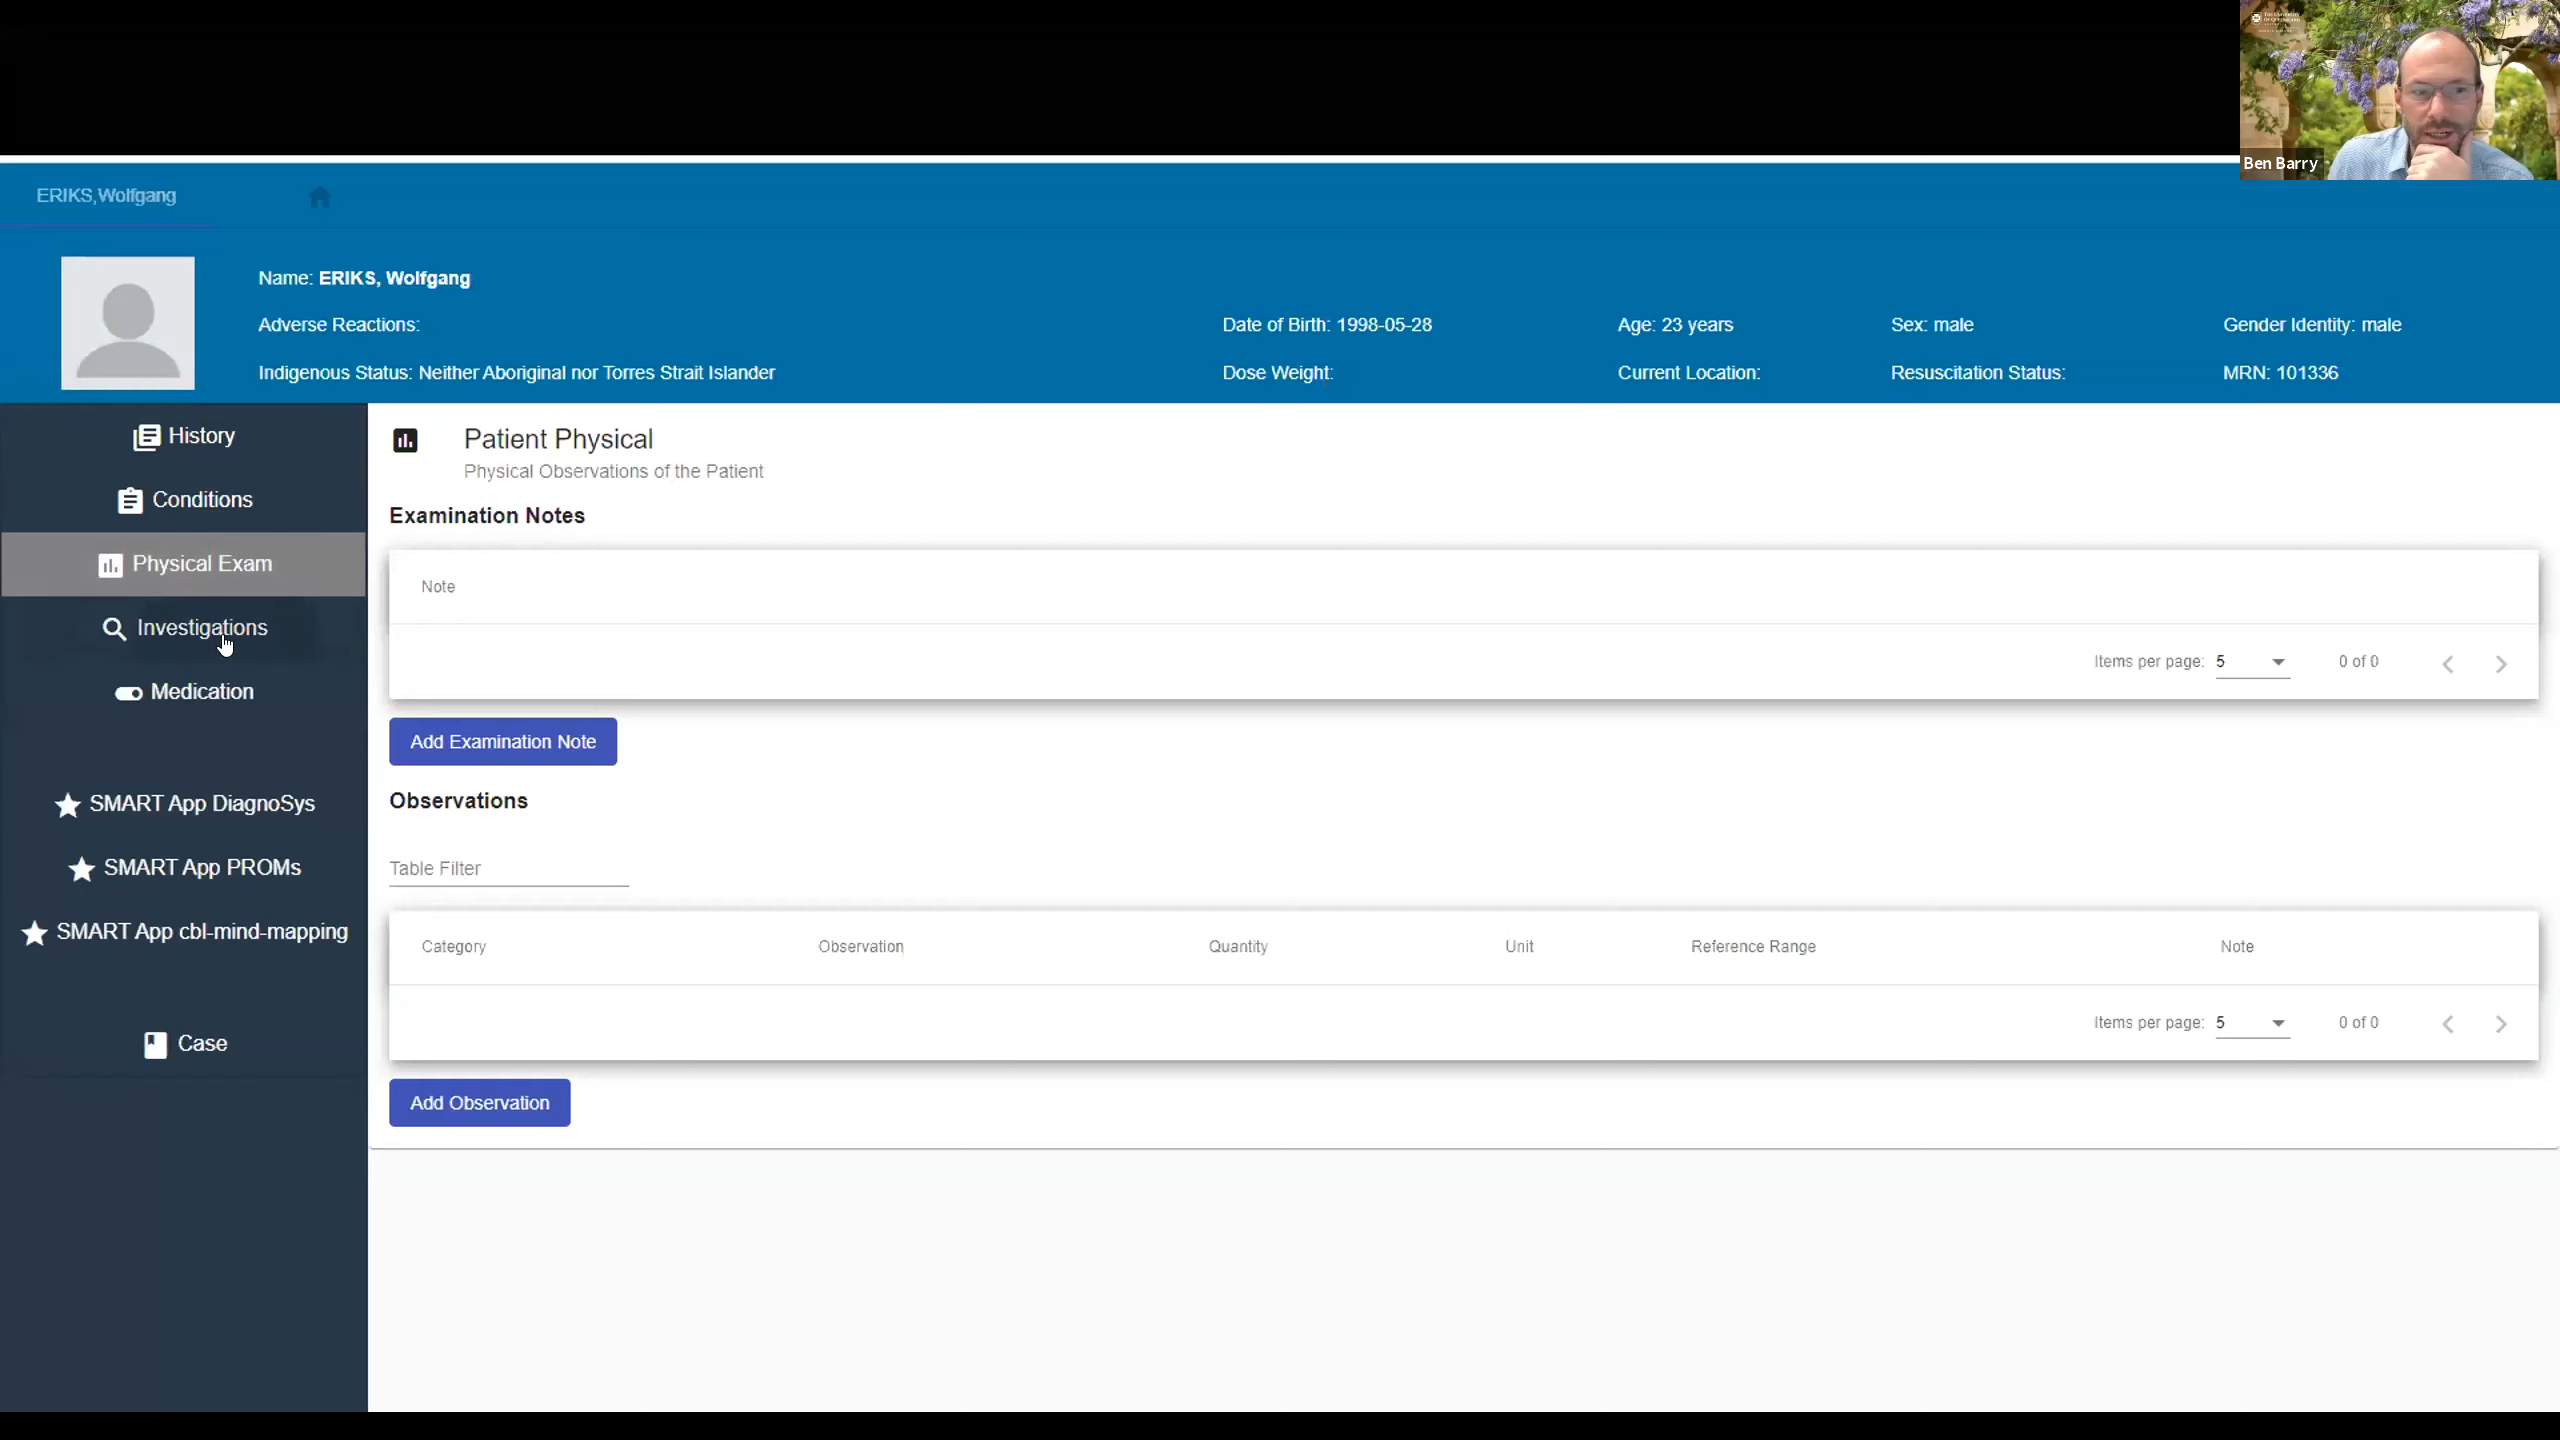 THE UNIVERSITY
OF QUEENSLAND
Ben Barry
ERIKS,Wolfgang
Name: ERIKS, Wolfgang
Adverse Reactions:
Date of Birth: 1998-05-28
Age: 23 years
Sex: male
Gender Identity: male
Indigenous Status: Neither Aboriginal nor Torres Strait Islander
Dose Weight:
Current Location:
Resuscitation Status:
MRN: 101336
History
Conditions
Physical Exam
Investigations
Medication
SMART App DiagnoSys
SMART App PROMs
SMART App cbl-mind-mapping
Case
Patient Physical
Physical Observations of the Patient
Examination Notes
Note
Items per page: 5
0 of 0
Add Examination Note
Observations
Table Filter
Category
Observation
Quantity
Unit
Reference Range
Note
Items per page: 5
0 of 0
Add Observation